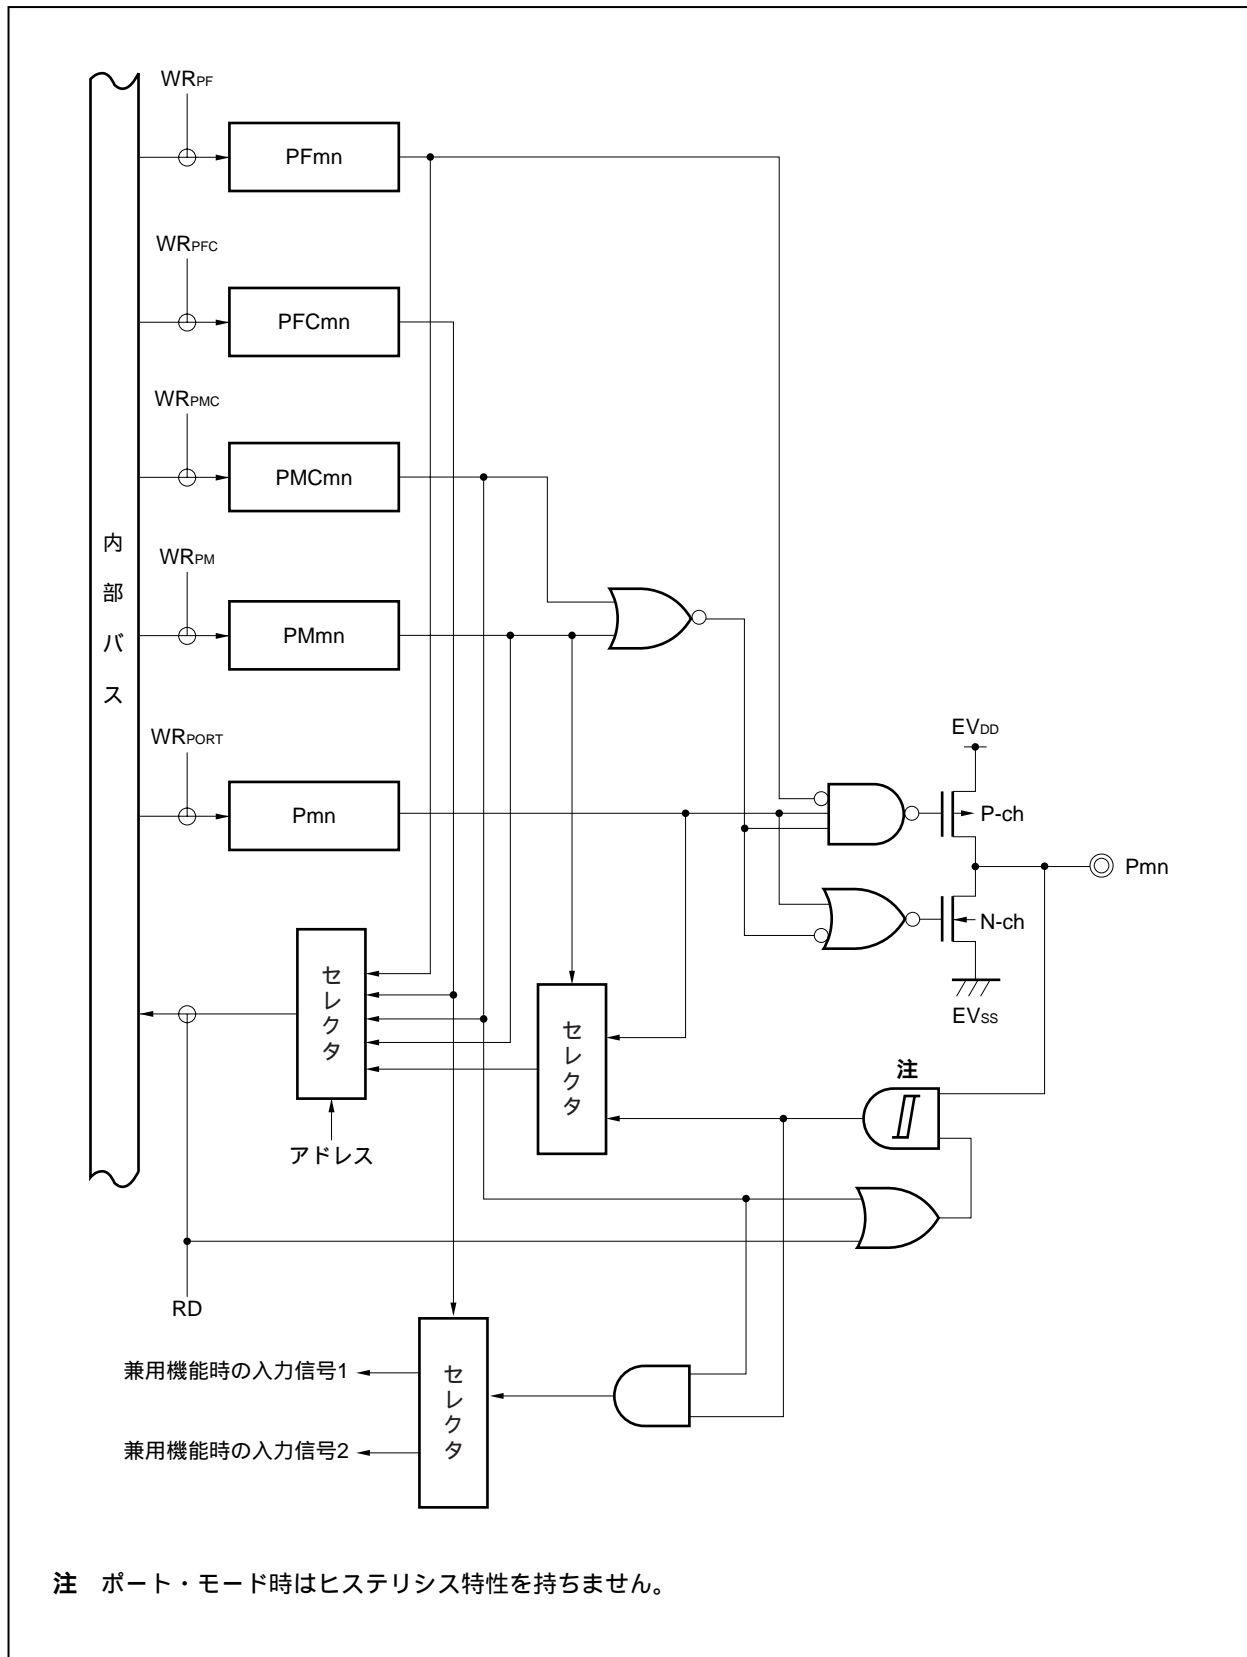 WRPF
PFmn
WRPFC
PFCmn
WRPMC
PMCmn
内部バス
WRPM
PMmn
WRPORT
Pmn
EVDD
P-ch
Pmn
N-ch
EVSS
セレクタ
セレクタ
注
アドレス
RD
セレクタ
兼用機能時の入力信号1
兼用機能時の入力信号2
注 ポート・モード時はヒステリシス特性を持ちません。